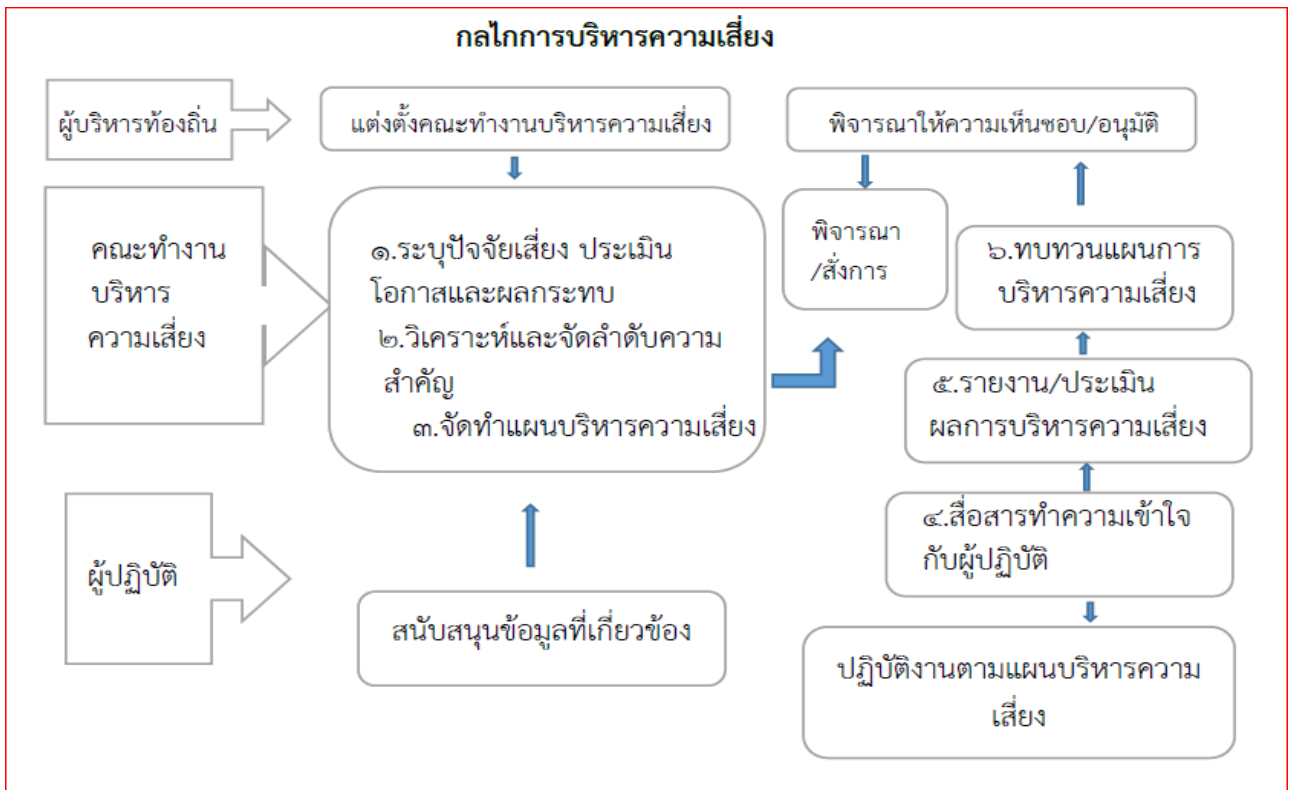 กลไกการบริหารความเสี่ยง
ผู้บริหารท้องถิ่น
แต่งตั้งคณะทำงานบริหารความเสี่ยง
พิจารณาให้ความเห็นชอบ/อนุมัติ
คณะทำงาน
บริหาร
ความเสี่ยง
๑.ระบุปัจจัยเสี่ยง ประเมิน
โอกาสและผลกระทบ
๒.วิเคราะห์และจัดลำดับความ
สำคัญ
๓.จัดทำแผนบริหารความเสี่ยง
พิจารณา
/สั่งการ
๖.ทบทวนแผนการ
บริหารความเสี่ยง
๕.รายงาน/ประเมิน
ผลการบริหารความเสี่ยง
๔.สื่อสารทำความเข้าใจ
กับผู้ปฏิบัติ
ผู้ปฏิบัติ
สนับสนุนข้อมูลที่เกี่ยวข้อง
ปฏิบัติงานตามแผนบริหารความ
เสี่ยง